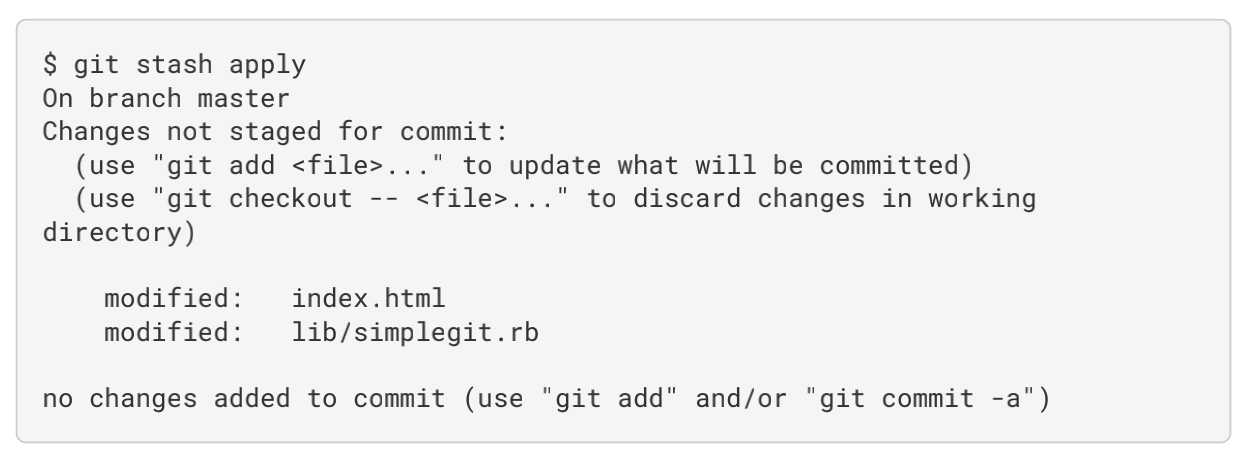 $ git stash apply
On branch master
Changes not staged for commit:
  (use "git add <file>..." to update what will be committed)
  (use "git checkout -- <file>..." to discard changes in working
directory)

    modified:   index.html
    modified:   lib/simplegit.rb

no changes added to commit (use "git add" and/or "git commit -a")